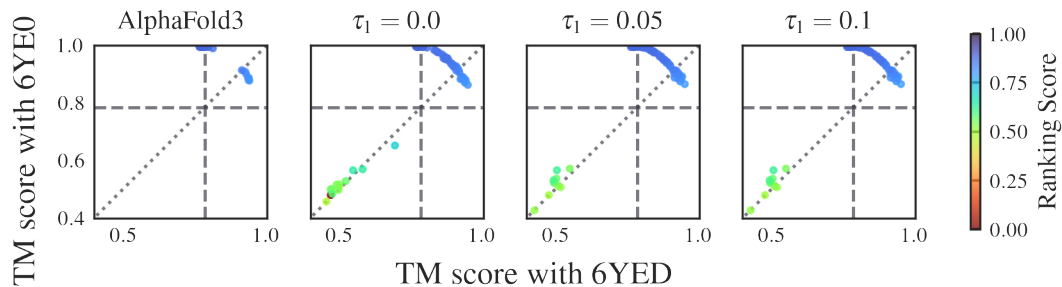 AlphaFold3
τ₁ = 0.0
τ₁ = 0.05
τ₁ = 0.1
TM score with 6YE0
1.0
0.8
0.6
0.4
0.5 1.0
0.5 1.0
0.5 1.0
0.5 1.0
TM score with 6YED
1.00
0.75
0.50
0.25
0.00
Ranking Score